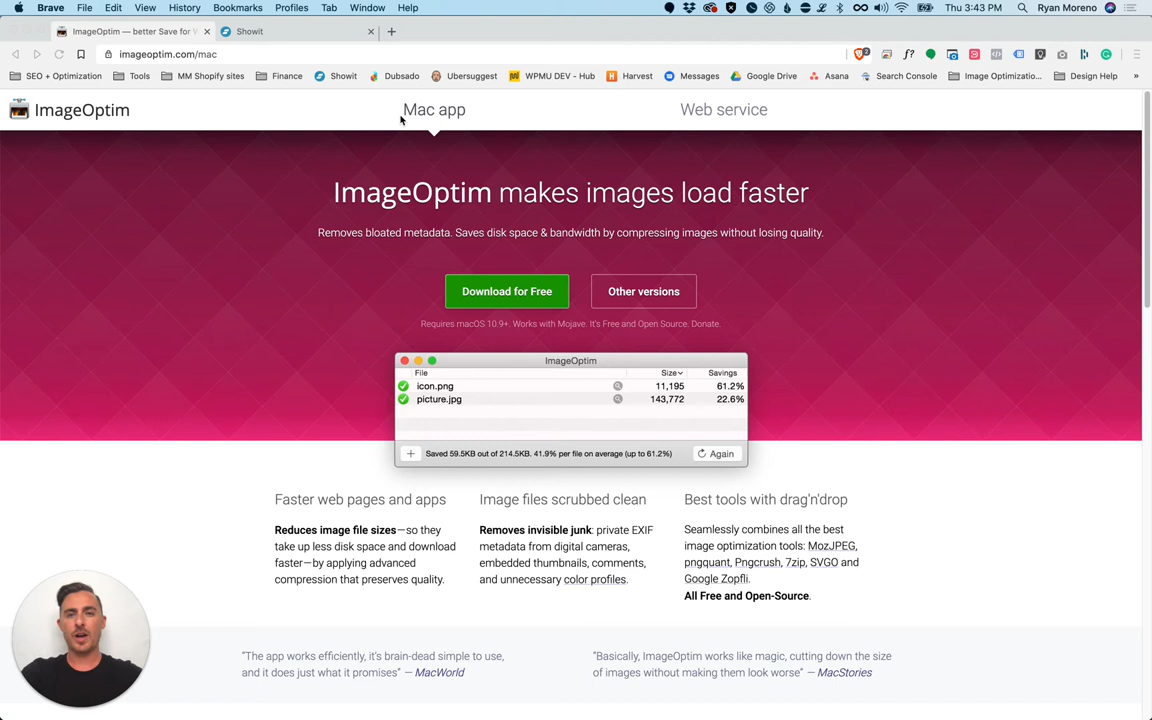 Brave File Edit View History Bookmarks Profiles Tab Window Help Thu 3:43 PM Ryan Moreno
ImageOptim — better Save for W Showit
imageoptim.com/mac
SEO + Optimization Tools MM Shopify sites Finance Showit Dubsado Ubersuggest WPMU DEV - Hub Harvest Messages Google Drive Asana Search Console Image Optimizatio... Design Help »
ImageOptim Mac app Web service
ImageOptim makes images load faster
Removes bloated metadata. Saves disk space & bandwidth by compressing images without losing quality.
Download for Free Other versions
Requires macOS 10.9+. Works with Mojave. It's Free and Open Source. Donate.
ImageOptim
File Size Savings
icon.png 11,195 61.2%
picture.jpg 143,772 22.6%
Saved 59.5KB out of 214.5KB. 41.9% per file on average (up to 61.2%) Again
Faster web pages and apps
Reduces image file sizes—so they
take up less disk space and download
faster—by applying advanced
compression that preserves quality.
Image files scrubbed clean
Removes invisible junk: private EXIF
metadata from digital cameras,
embedded thumbnails, comments,
and unnecessary color profiles.
Best tools with drag'n'drop
Seamlessly combines all the best
image optimization tools: MozJPEG,
pngquant, Pngcrush, 7zip, SVGO and
Google Zopfli.
All Free and Open-Source.
“The app works efficiently, it's brain-dead simple to use,
and it does just what it promises” — MacWorld
“Basically, ImageOptim works like magic, cutting down the size
of images without making them look worse” — MacStories